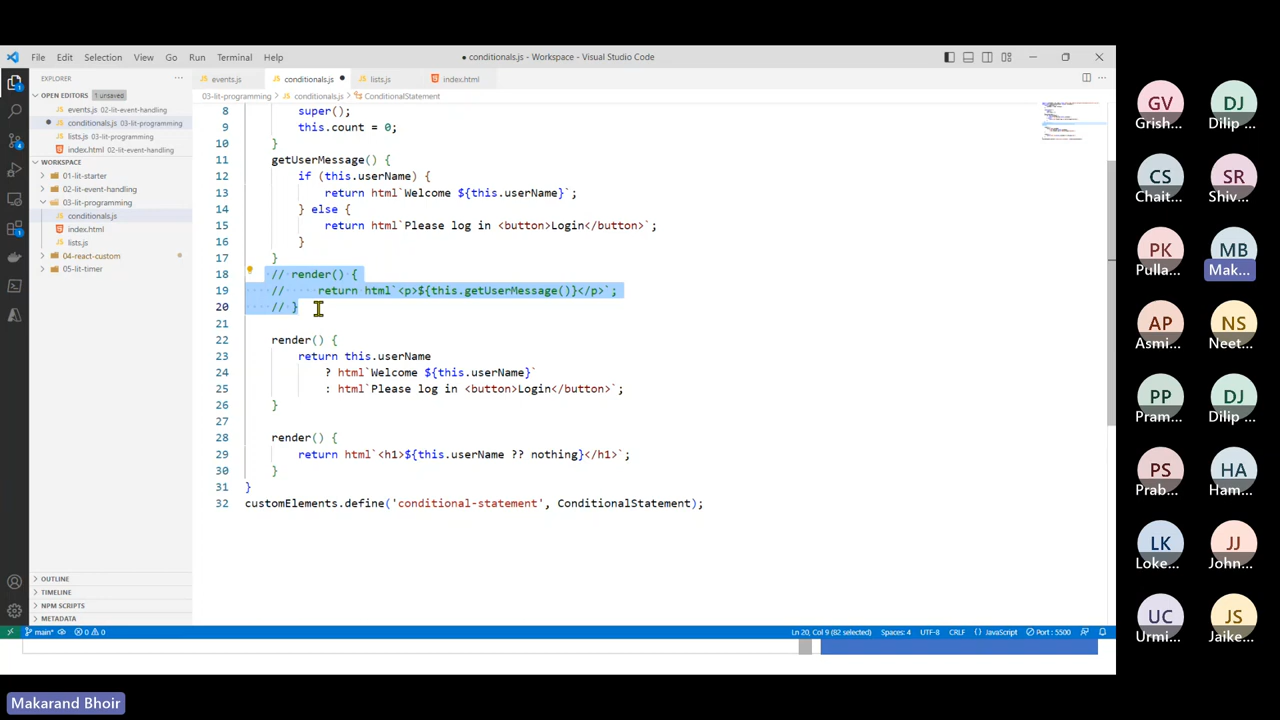 File Edit Selection View Go Run Terminal Help
● conditionals.js - Workspace - Visual Studio Code
EXPLORER
events.js conditionals.js lists.js index.html
OPEN EDITORS 1 unsaved
03-lit-programming > conditionals.js > ConditionalStatement
events.js 02-lit-event-handling
conditionals.js 03-lit-programming
lists.js 03-lit-programming
index.html 02-lit-event-handling
WORKSPACE
01-lit-starter
02-lit-event-handling
03-lit-programming
conditionals.js
index.html
lists.js
04-react-custom
05-lit-timer
OUTLINE
TIMELINE
NPM SCRIPTS
METADATA
8 super();
9 this.count = 0;
10 }
11 getUserMessage() {
12 if (this.userName) {
13 return html`Welcome ${this.userName}`;
14 } else {
15 return html`Please log in <button>Login</button>`;
16 }
17 }
18 // render() {
19 // return html`<p>${this.getUserMessage()}</p>`;
20 // }
21
22 render() {
23 return this.userName
24 ? html`Welcome ${this.userName}`
25 : html`Please log in <button>Login</button>`;
26 }
27
28 render() {
29 return html`<h1>${this.userName ?? nothing}</h1>`;
30 }
31 }
32 customElements.define('conditional-statement', ConditionalStatement);
main* 0 0 Ln 20, Col 9 (82 selected) Spaces: 4 UTF-8 CRLF {} JavaScript Port : 5500
GV DJ
Grish... Dilip ...
CS SR
Chait... Shiv...
PK MB
Pulla... Mak...
AP NS
Asmi... Neet...
PP DJ
Pram... Dilip ...
PS HA
Prab... Ham...
LK JJ
Loke... John...
UC JS
Urmi... Jaike...
Makarand Bhoir